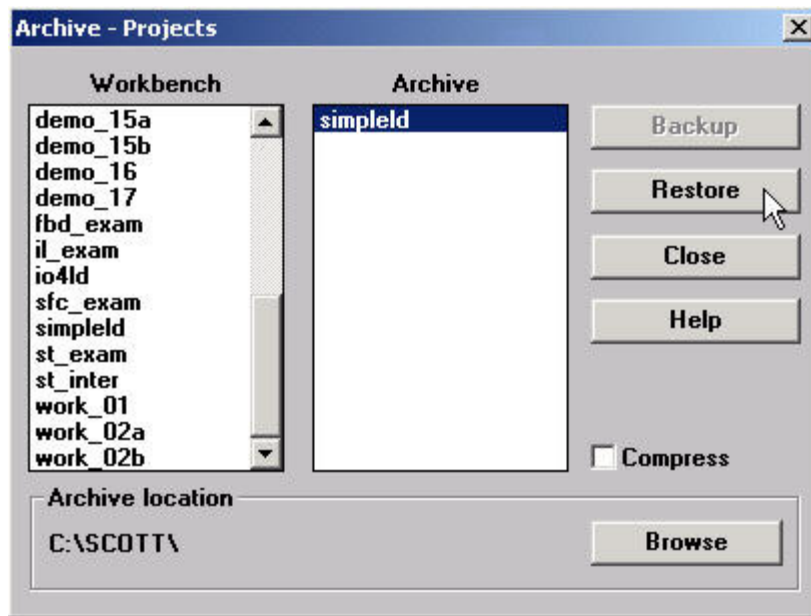 Archive - Projects
Workbench
demo_15a
demo_15b
demo_16
demo_17
fbd_exam
il_exam
io4ld
sfc_exam
simpleld
st_exam
st_inter
work_01
work_02a
work_02b
Archive
simpleld
Backup
Restore
Close
Help
Compress
Archive location
C:\SCOTT\
Browse